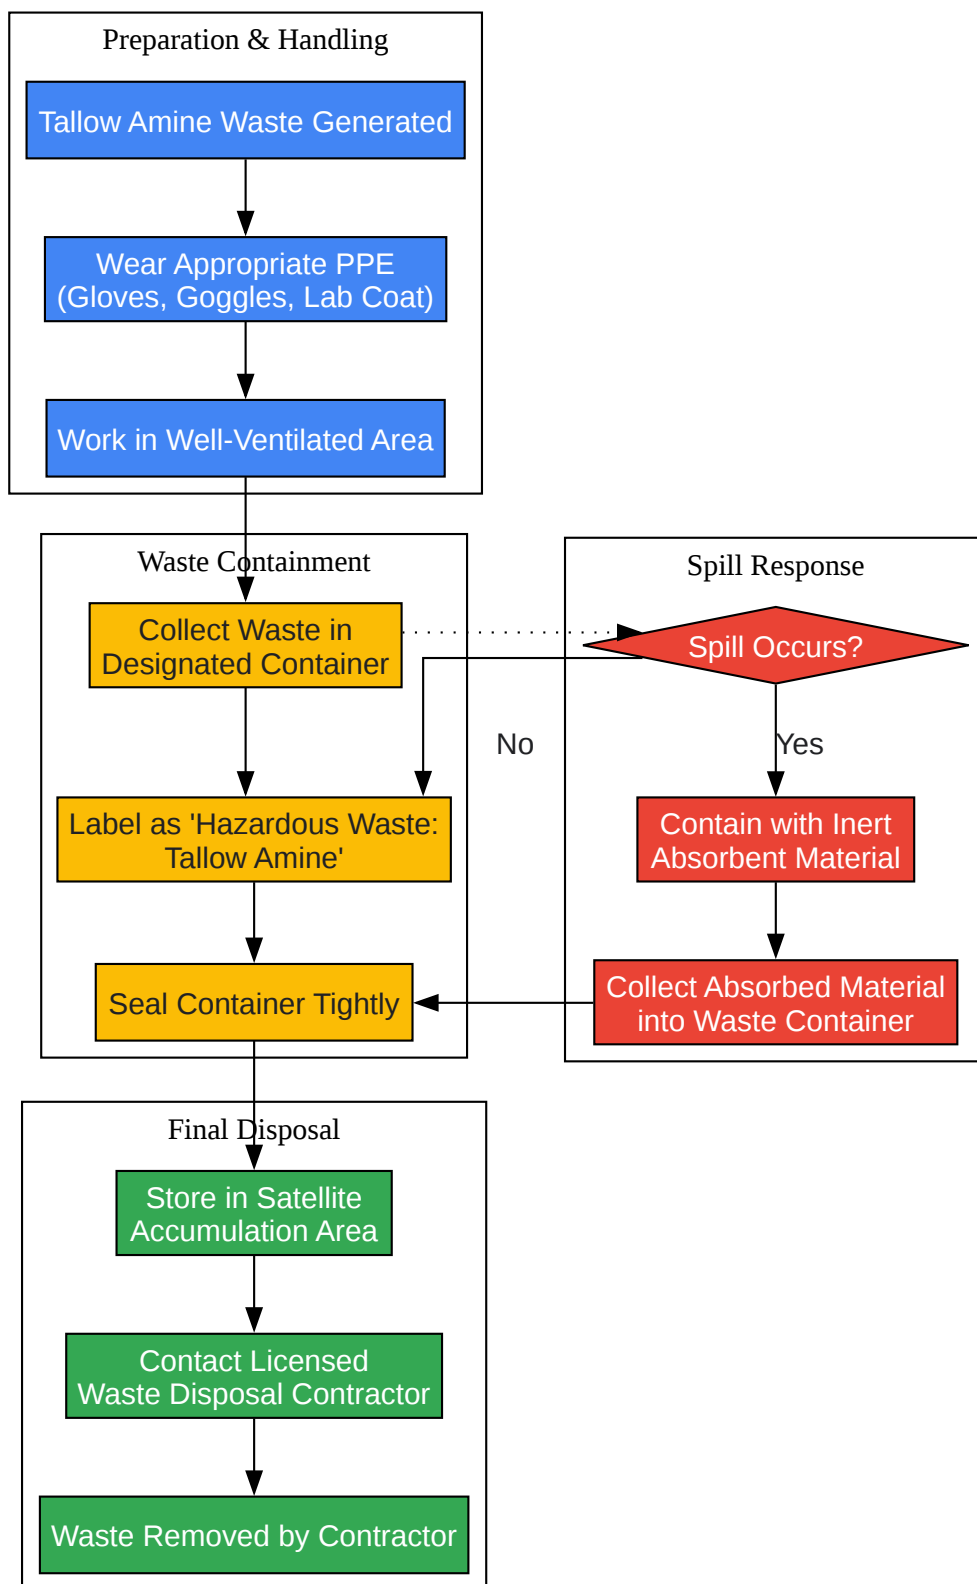 Preparation & Handling
Tallow Amine Waste Generated
Wear Appropriate PPE
(Gloves, Goggles, Lab Coat)
Work in Well-Ventilated Area
Waste Containment
Collect Waste in
Designated Container
Label as 'Hazardous Waste:
Tallow Amine'
Seal Container Tightly
Spill Response
Spill Occurs?
No
Yes
Contain with Inert
Absorbent Material
Collect Absorbed Material
into Waste Container
Final Disposal
Store in Satellite
Accumulation Area
Contact Licensed
Waste Disposal Contractor
Waste Removed by Contractor